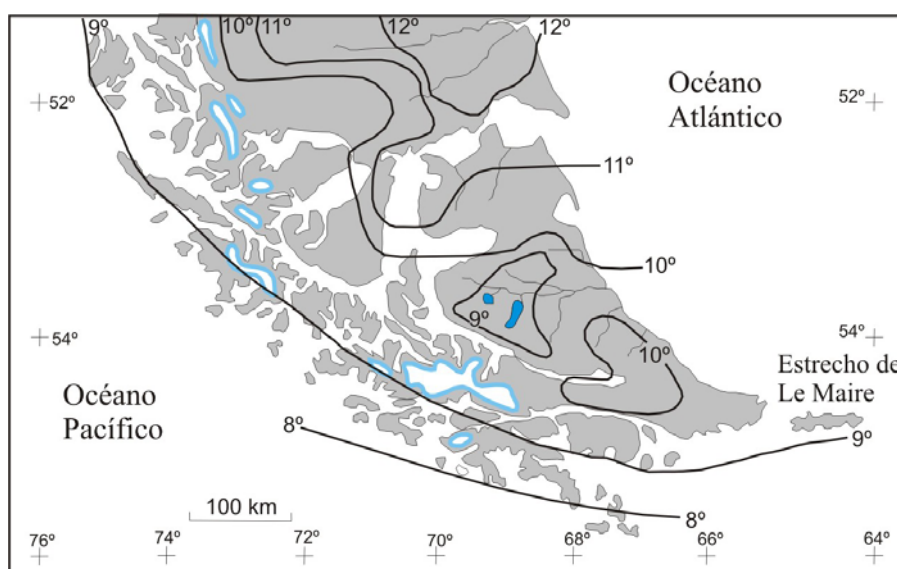 9º
10º
11º
12º
12º
52º
Océano
Atlántico
52º
11º
10º
9º
54º
10º
54º
Estrecho de
Le Maire
Océano
Pacífico
8º
9º
100 km
8º
76º
74º
72º
70º
68º
66º
64º